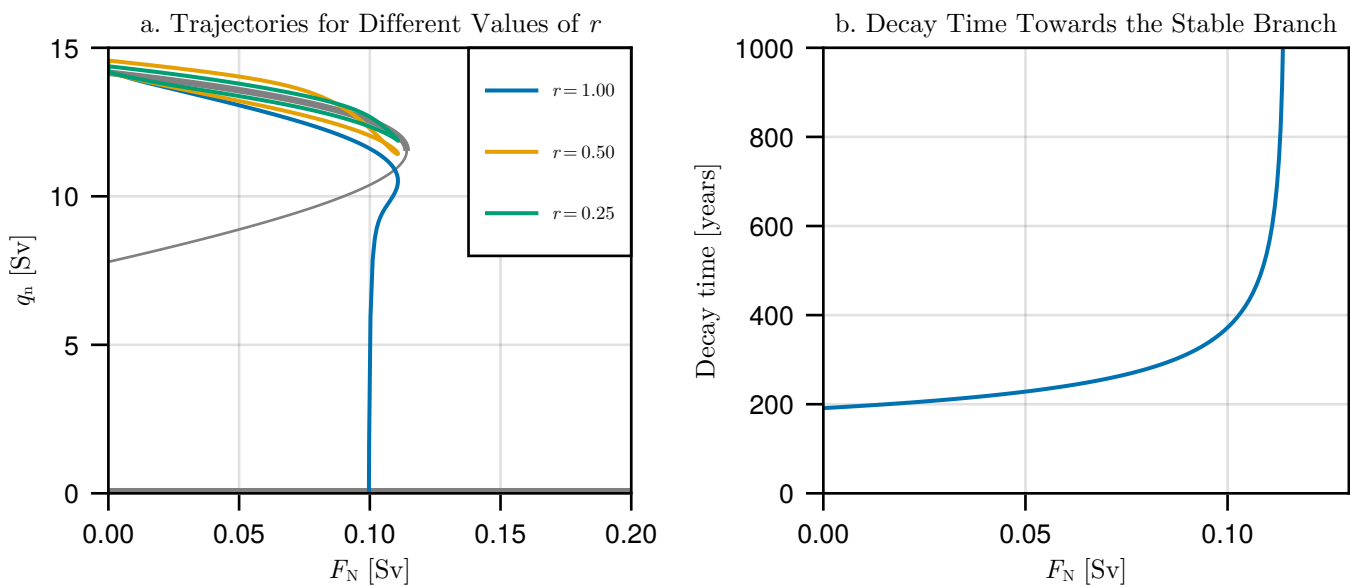 a. Trajectories for Different Values of r
15
10
5
0
qₙ [Sv]
r = 1.00
r = 0.50
r = 0.25
0.00 0.05 0.10 0.15 0.20
F_N [Sv]
b. Decay Time Towards the Stable Branch
1000
800
600
400
200
0
Decay time [years]
0.00 0.05 0.10
F_N [Sv]